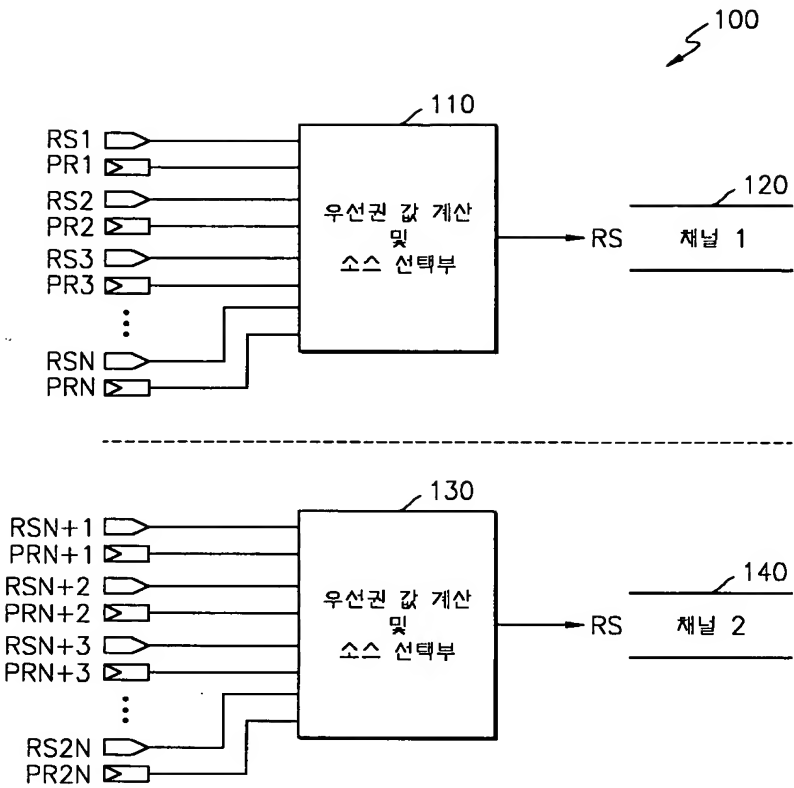 100
110
RS1
PR1
RS2
PR2
RS3
PR3
RSN
PRN
우선권 값 계산
및
소스 선택부
RS
120
채널 1
130
RSN+1
PRN+1
RSN+2
PRN+2
RSN+3
PRN+3
RS2N
PR2N
우선권 값 계산
및
소스 선택부
RS
140
채널 2